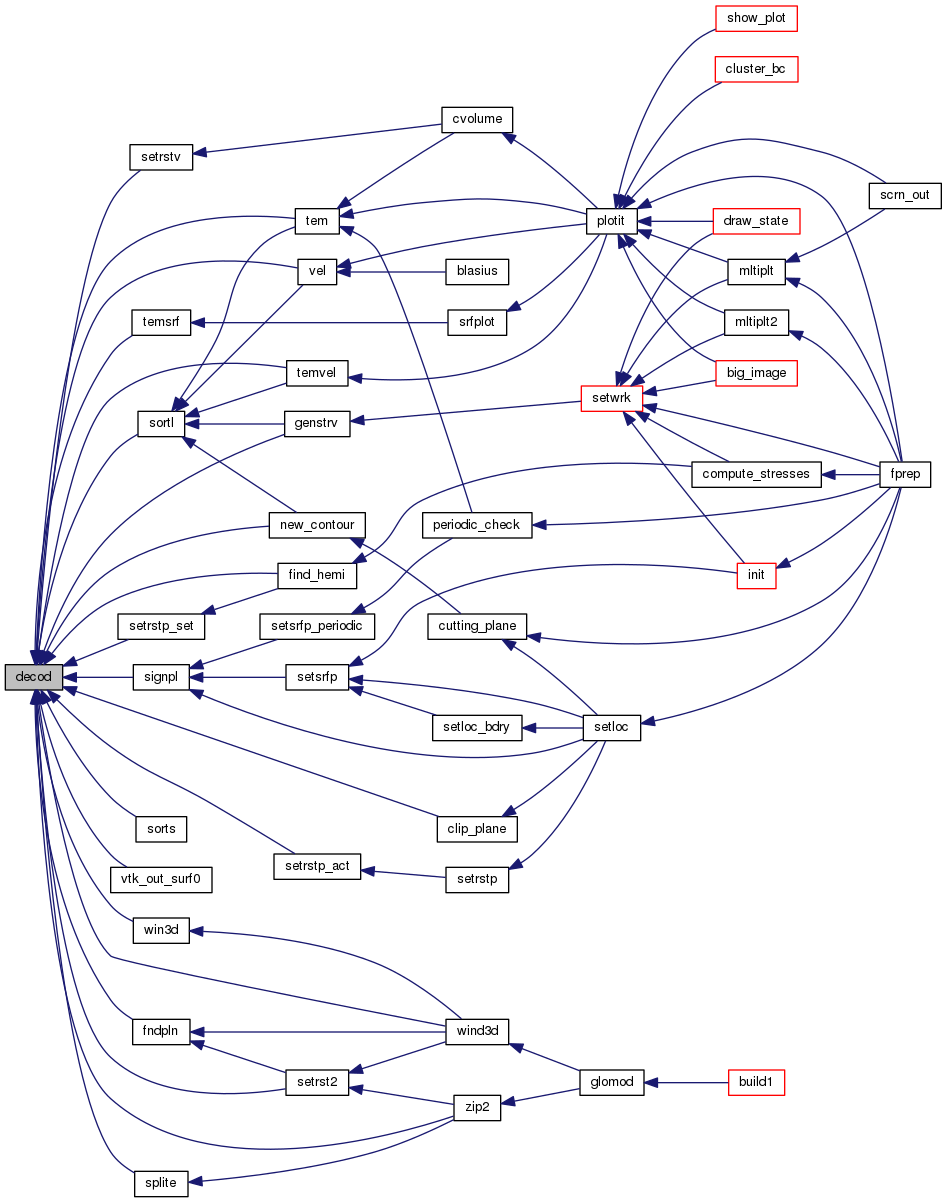 show_plot
cluster_bc
cvolume
setrstv
scrn_out
tem
plotit
draw_state
vel
blasius
mltiplt
temsrf
srfplot
mltiplt2
temvel
big_image
setwrk
sortl
genstrv
compute_stresses
fprep
new_contour
periodic_check
find_hemi
init
setrstp_set
setsrfp_periodic
cutting_plane
decod
signpl
setsrfp
setloc_bdry
setloc
sorts
clip_plane
setrstp_act
vtk_out_surf0
setrstp
win3d
fndpln
wind3d
setrst2
glomod
build1
zip2
splite